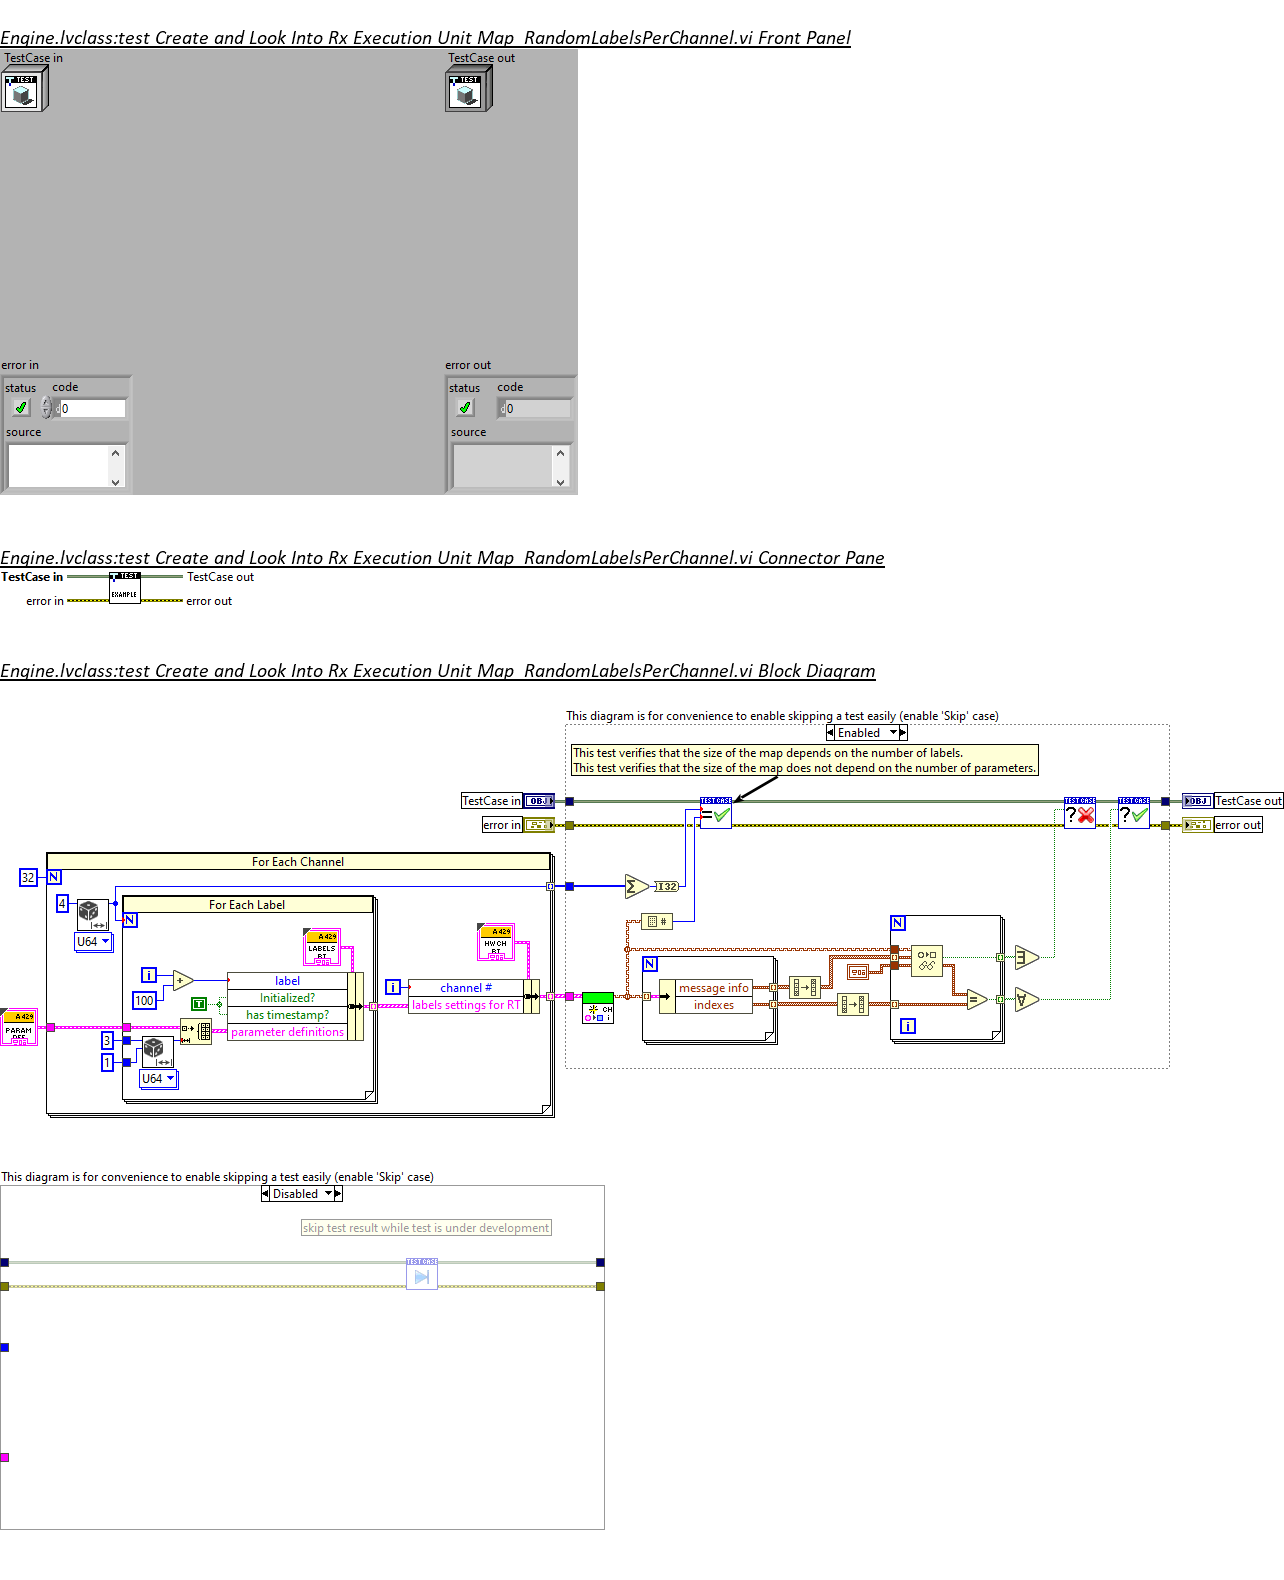 Engine.lvclass:test Create and Look Into Rx Execution Unit Map_RandomLabelsPerChannel.vi Front Panel
TestCase in
TestCase out
TEST
TEST
error in
error out
status
code
status
code
0
0
source
source
Engine.lvclass:test Create and Look Into Rx Execution Unit Map_RandomLabelsPerChannel.vi Connector Pane
TestCase in
TEST
TestCase out
EXAMPLE
error in
error out
Engine.lvclass:test Create and Look Into Rx Execution Unit Map_RandomLabelsPerChannel.vi Block Diagram
This diagram is for convenience to enable skipping a test easily (enable 'Skip' case)
Enabled
This test verifies that the size of the map depends on the number of labels.
This test verifies that the size of the map does not depend on the number of parameters.
TestCase in
OBJ
TEST CASE
TEST CASE
TEST CASE
OBJ
TestCase out
error in
error out
For Each Channel
32
N
I32
4
For Each Label
N
#
N
U64
A429
LABELS
RT
A429
HW CH
RT
N
i
label
100
Initialized?
has timestamp?
T
parameter definitions
i
channel #
labels settings for RT
CH
i
message info
indexes
A429
PARAM
DEF
3
1
U64
i
This diagram is for convenience to enable skipping a test easily (enable 'Skip' case)
Disabled
skip test result while test is under development
TEST CASE